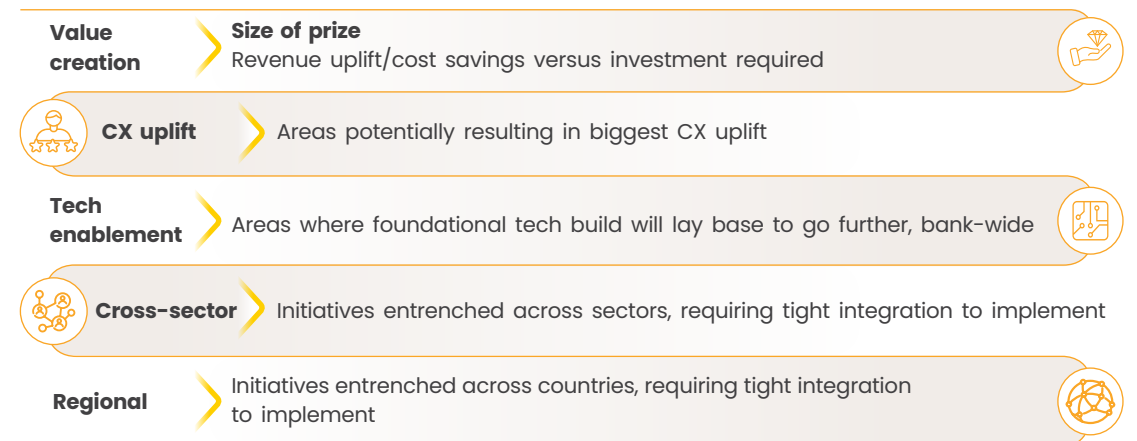 Value
creation
Size of prize
Revenue uplift/cost savings versus investment required
CX uplift
Areas potentially resulting in biggest CX uplift
Tech
enablement
Areas where foundational tech build will lay base to go further, bank-wide
Cross-sector
Initiatives entrenched across sectors, requiring tight integration to implement
Regional
Initiatives entrenched across countries, requiring tight integration
to implement